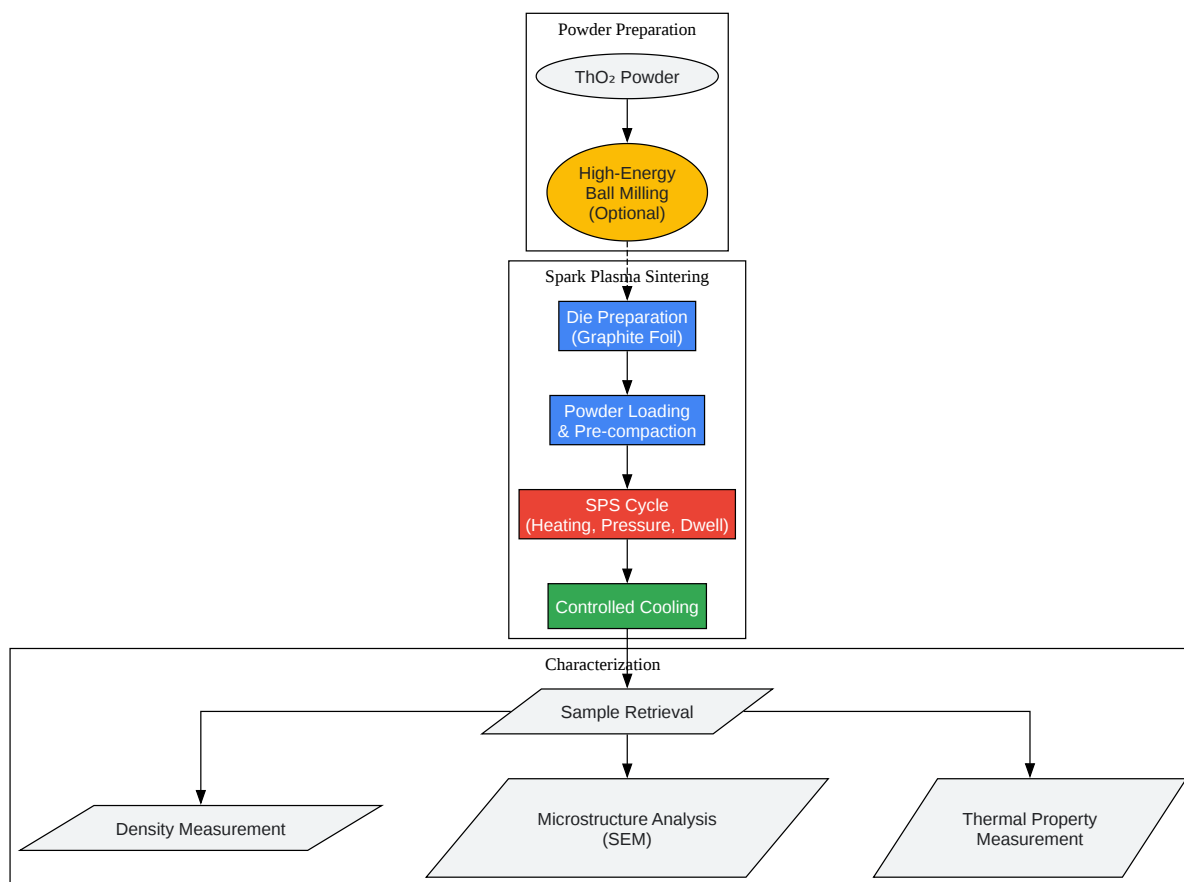 Powder Preparation
ThO₂ Powder
High-Energy
Ball Milling
(Optional)
Spark Plasma Sintering
Die Preparation
(Graphite Foil)
Powder Loading
& Pre-compaction
SPS Cycle
(Heating, Pressure, Dwell)
Controlled Cooling
Characterization
Sample Retrieval
Density Measurement
Microstructure Analysis
(SEM)
Thermal Property
Measurement